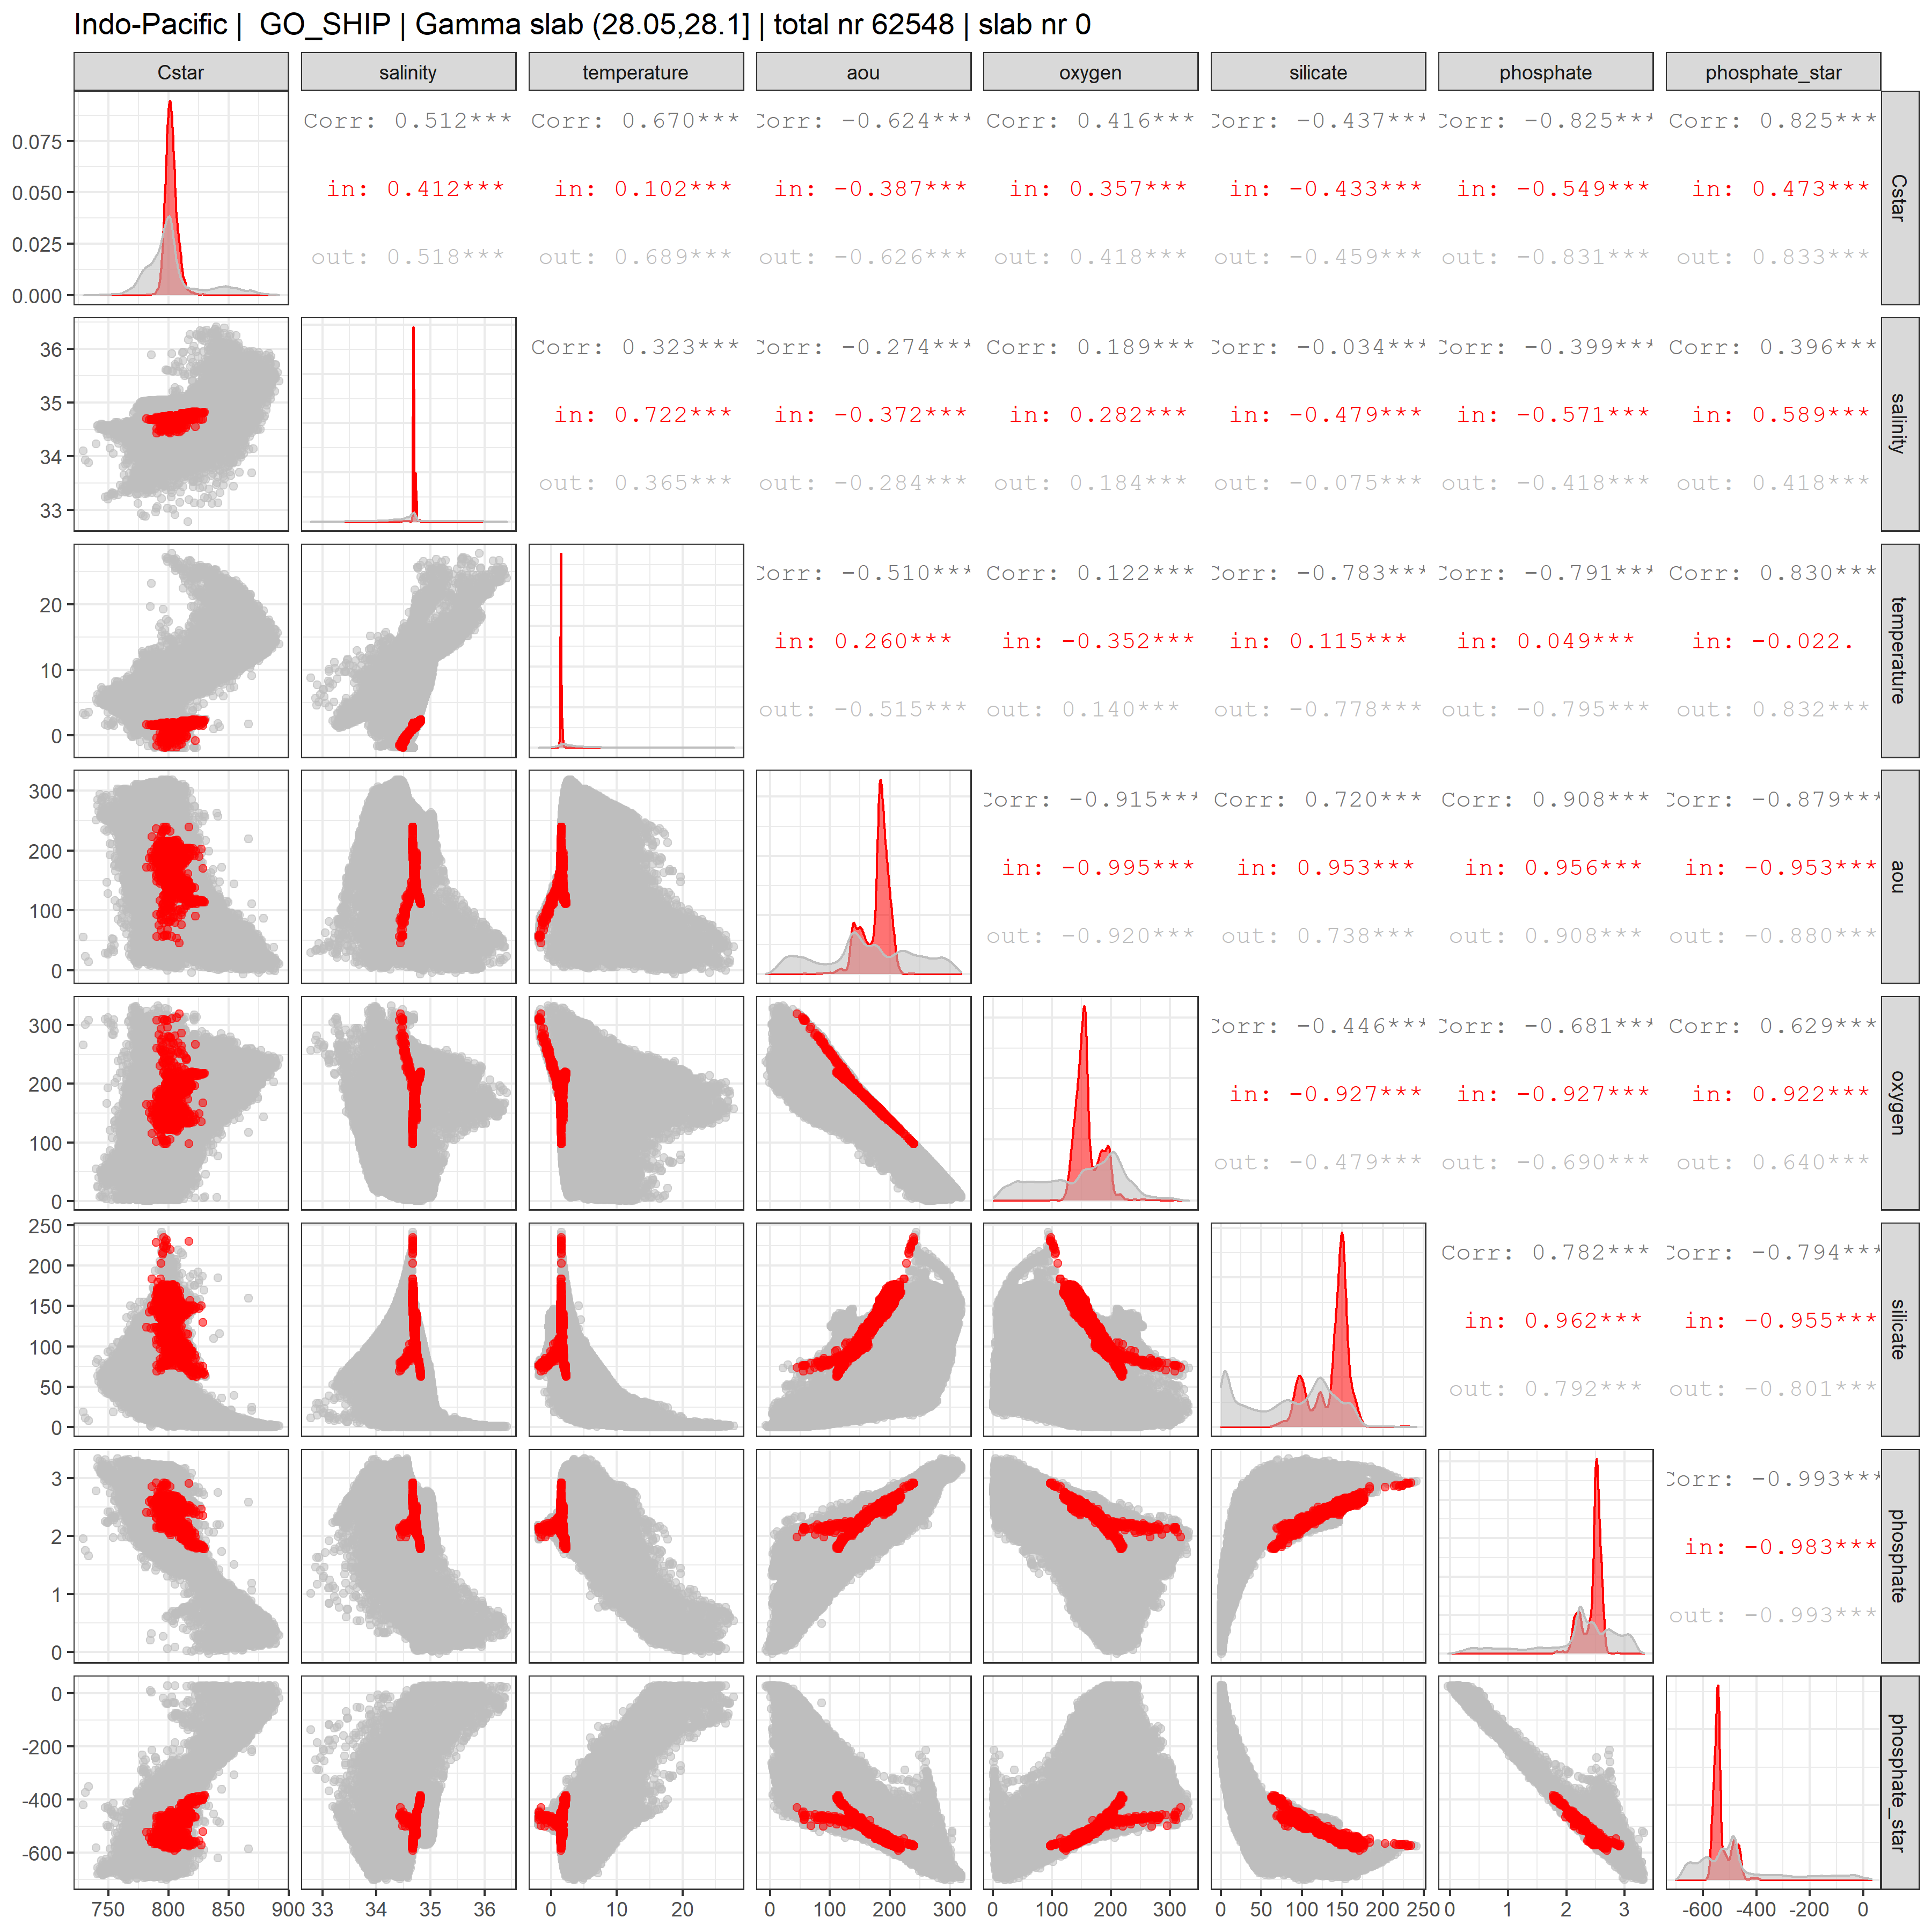 Indo-Pacific |  GO_SHIP | Gamma slab (28.05,28.1] | total nr 62548 | slab nr 0
Cstar salinity temperature aou oxygen silicate phosphate phosphate_star
Corr: 0.512*** Corr: 0.670*** Corr: -0.624*** Corr: 0.416*** Corr: -0.437*** Corr: -0.825*** Corr: 0.825***
0.075
in: 0.412*** in: 0.102*** in: -0.387*** in: 0.357*** in: -0.433*** in: -0.549*** in: 0.473***
Cstar
0.050
0.025
out: 0.518*** out: 0.689*** out: -0.626*** out: 0.418*** out: -0.459*** out: -0.831*** out: 0.833***
0.000
36
Corr: 0.323*** Corr: -0.274*** Corr: 0.189*** Corr: -0.034*** Corr: -0.399*** Corr: 0.396***
35
in: 0.722*** in: -0.372*** in: 0.282*** in: -0.479*** in: -0.571*** in: 0.589***
salinity
34
out: 0.365*** out: -0.284*** out: 0.184*** out: -0.075*** out: -0.418*** out: 0.418***
33
Corr: -0.510*** Corr: 0.122*** Corr: -0.783*** Corr: -0.791*** Corr: 0.830***
20
in: 0.260*** in: -0.352*** in: 0.115*** in: 0.049*** in: -0.022.
temperature
10
out: -0.515*** out: 0.140*** out: -0.778*** out: -0.795*** out: 0.832***
0
300
Corr: -0.915*** Corr: 0.720*** Corr: 0.908*** Corr: -0.879***
200
in: -0.995*** in: 0.953*** in: 0.956*** in: -0.953***
aou
100
out: -0.920*** out: 0.738*** out: 0.908*** out: -0.880***
0
300
Corr: -0.446*** Corr: -0.681*** Corr: 0.629***
200
in: -0.927*** in: -0.927*** in: 0.922***
oxygen
100
out: -0.479*** out: -0.690*** out: 0.640***
0
250
Corr: 0.782*** Corr: -0.794***
200
150
in: 0.962*** in: -0.955***
silicate
100
50
out: 0.792*** out: -0.801***
0
3
Corr: -0.993***
2
in: -0.983***
phosphate
1
out: -0.993***
0
0
-200
phosphate_star
-400
-600
750 800 850 900 33 34 35 36 0 10 20 0 100 200 300 0 100 200 300 0 50 100 150 200 250 0 1 2 3 -600 -400 -200 0